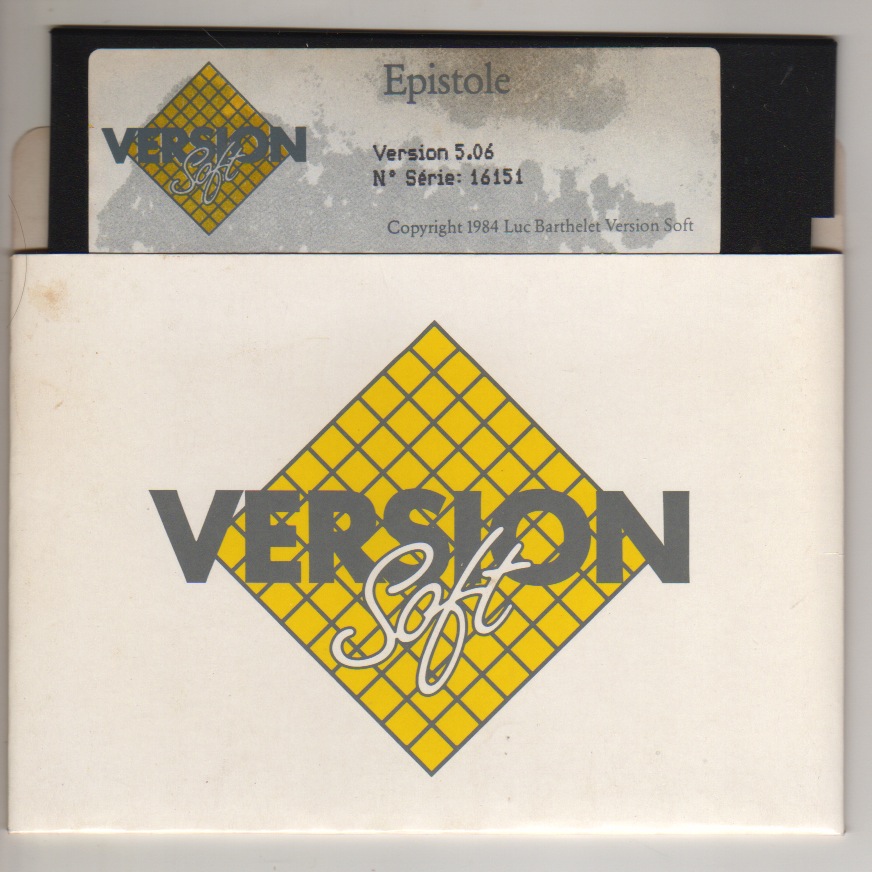 Epistole
VERSION
Soft
Version 5.06
N° Série: 16151
Copyright 1984 Luc Barthelet Version Soft
VERSION
Soft